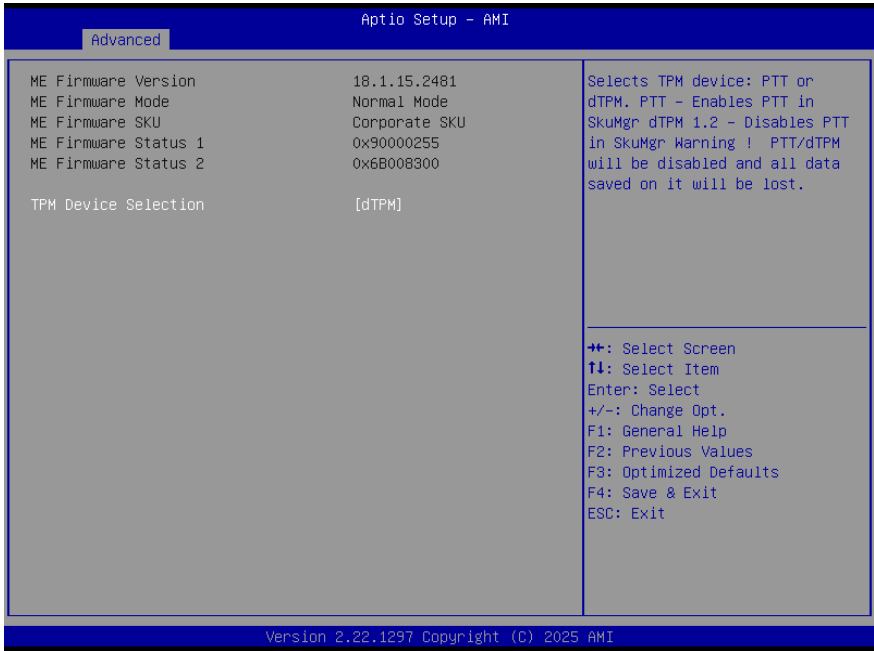 Aptio Setup – AMI
Advanced
ME Firmware Version 18.1.15.2481
ME Firmware Mode Normal Mode
ME Firmware SKU Corporate SKU
ME Firmware Status 1 0x90000255
ME Firmware Status 2 0x6B008300
TPM Device Selection [dTPM]
Selects TPM device: PTT or
dTPM. PTT – Enables PTT in
SkuMgr dTPM 1.2 – Disables PTT
in SkuMgr Warning ! PTT/dTPM
will be disabled and all data
saved on it will be lost.
→←: Select Screen
↑↓: Select Item
Enter: Select
+/-: Change Opt.
F1: General Help
F2: Previous Values
F3: Optimized Defaults
F4: Save & Exit
ESC: Exit
Version 2.22.1297 Copyright (C) 2025 AMI